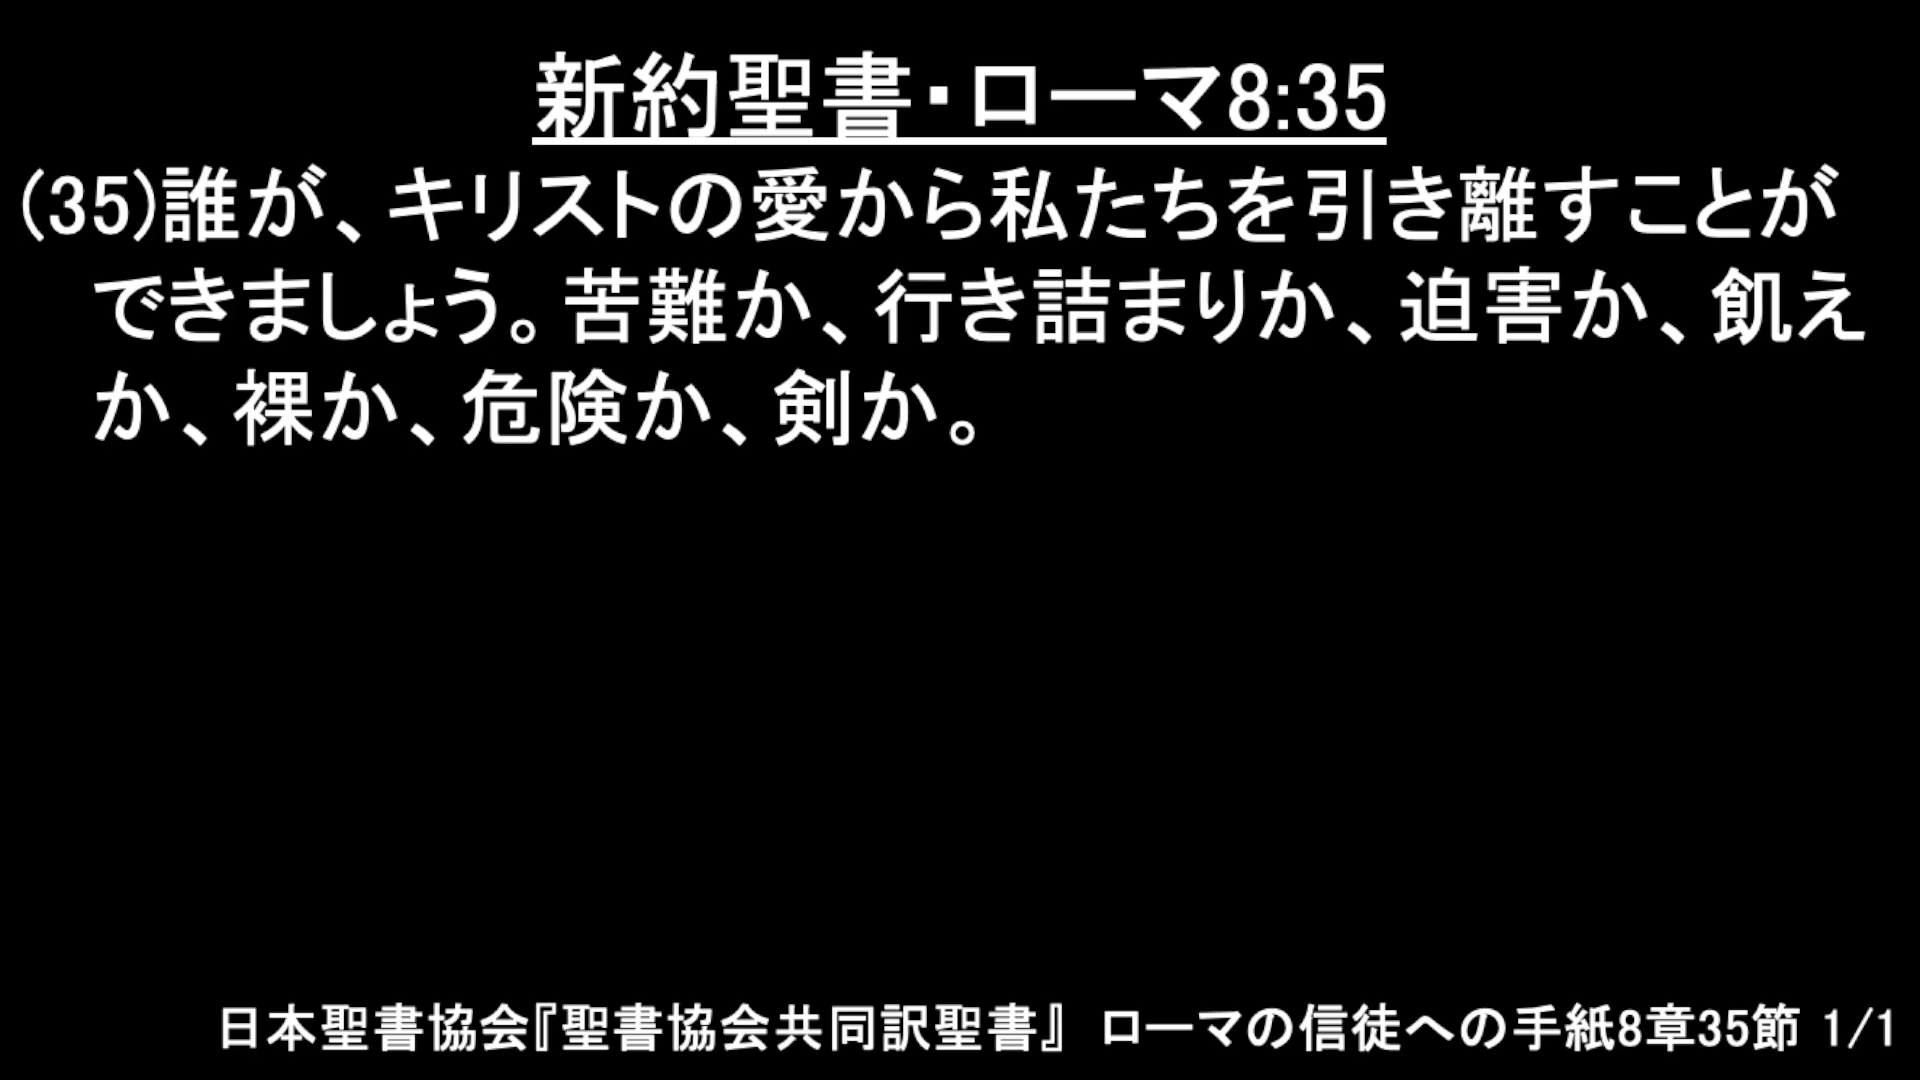 新約聖書・ローマ8:35
(35)誰が、キリストの愛から私たちを引き離すことが
できましょう。苦難か、行き詰まりか、迫害か、飢え
か、裸か、危険か、剣か。
日本聖書協会『聖書協会共同訳聖書』 ローマの信徒への手紙8章35節 1/1